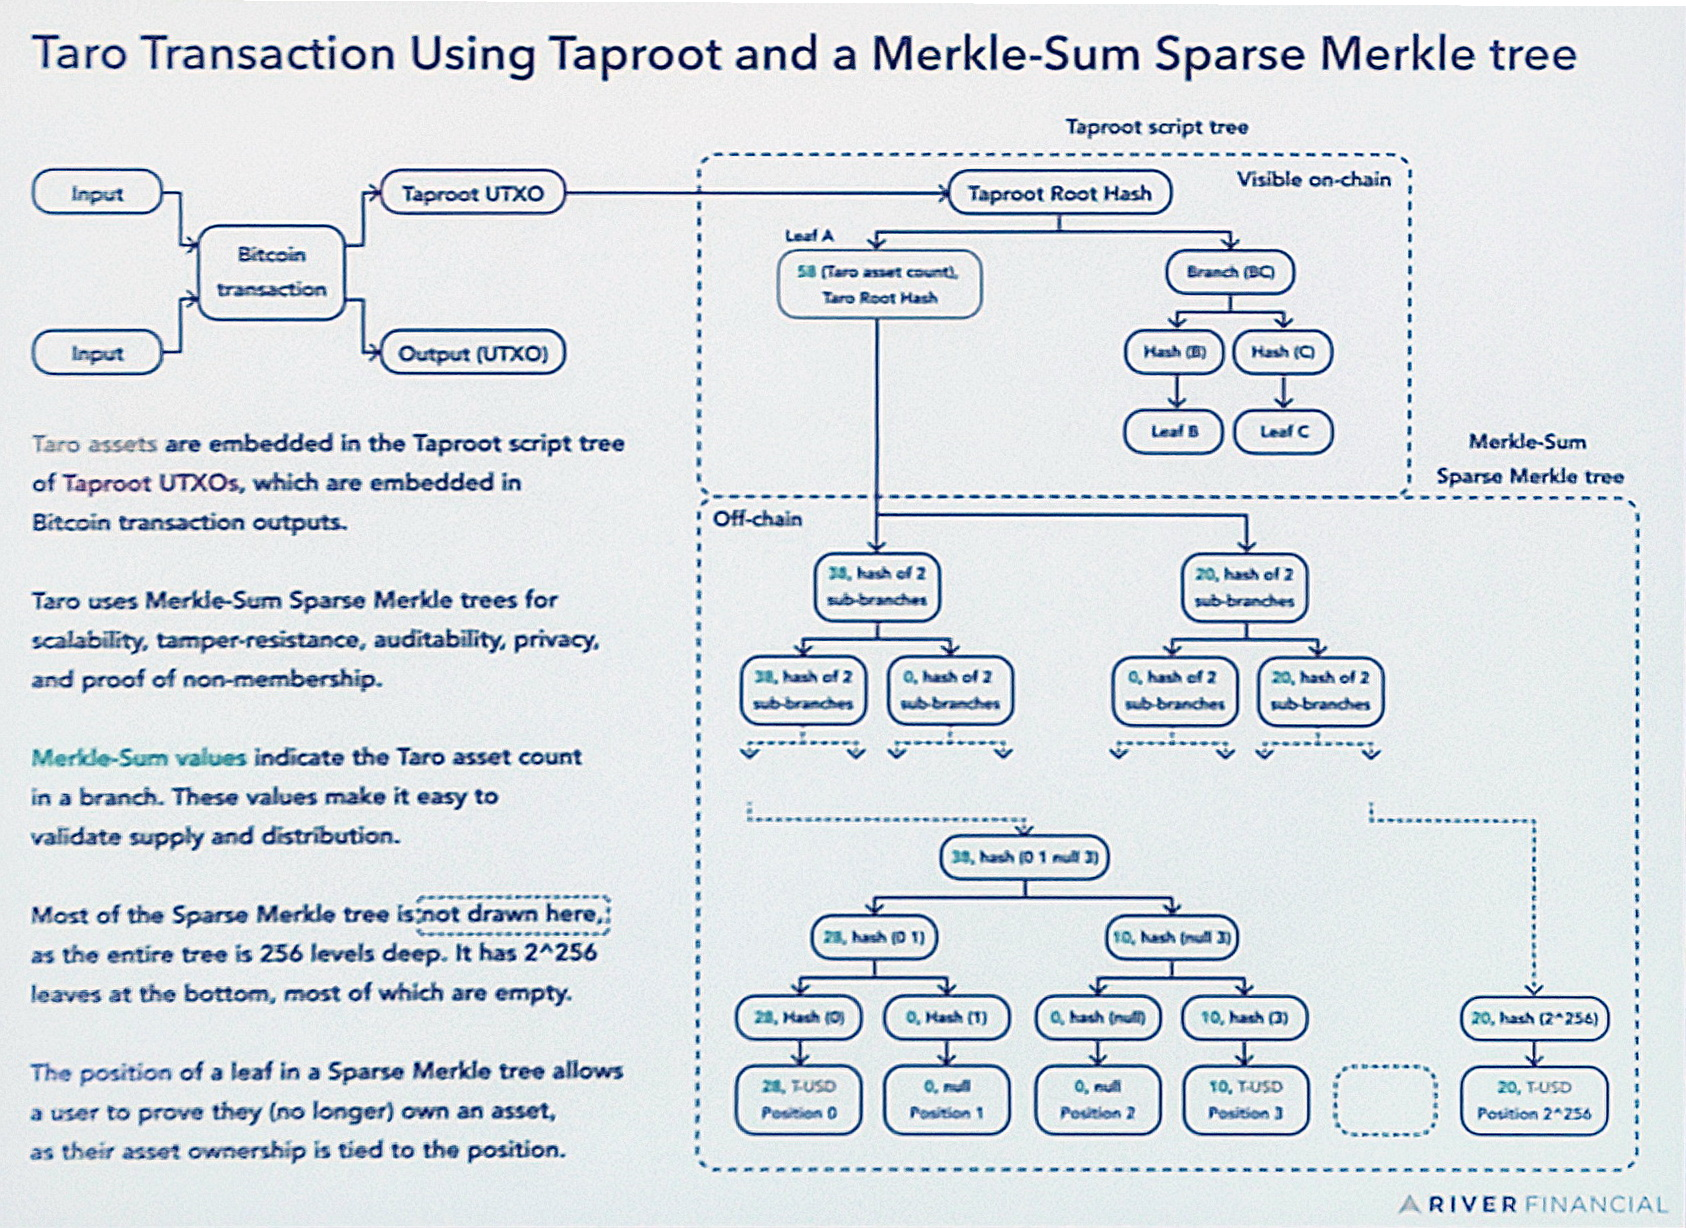 Taro Transaction Using Taproot and a Merkle-Sum Sparse Merkle tree
Taproot script tree
Input
Taproot UTXO
Taproot Root Hash
Visible on-chain
Bitcoin
transaction
Leaf A
58 (Taro asset count),
Taro Root Hash
Branch (BC)
Input
Output (UTXO)
Hash (B)
Hash (C)
Leaf B
Leaf C
Merkle-Sum
Sparse Merkle tree
Taro assets are embedded in the Taproot script tree
of Taproot UTXOs, which are embedded in
Bitcoin transaction outputs.
Taro uses Merkle-Sum Sparse Merkle trees for
scalability, tamper-resistance, auditability, privacy,
and proof of non-membership.
Merkle-Sum values indicate the Taro asset count
in a branch. These values make it easy to
validate supply and distribution.
Most of the Sparse Merkle tree is not drawn here,
as the entire tree is 256 levels deep. It has 2^256
leaves at the bottom, most of which are empty.
The position of a leaf in a Sparse Merkle tree allows
a user to prove they (no longer) own an asset,
as their asset ownership is tied to the position.
Off-chain
38, hash of 2
sub-branches
20, hash of 2
sub-branches
38, hash of 2
sub-branches
0, hash of 2
sub-branches
0, hash of 2
sub-branches
20, hash of 2
sub-branches
38, hash (0 1 null 3)
28, hash (0 1)
10, hash (null 3)
28, Hash (0)
0, Hash (1)
0, hash (null)
10, hash (3)
20, hash (2^256)
28, T-USD
Position 0
0, null
Position 1
0, null
Position 2
10, T-USD
Position 3
20, T-USD
Position 2^256
RIVER FINANCIAL